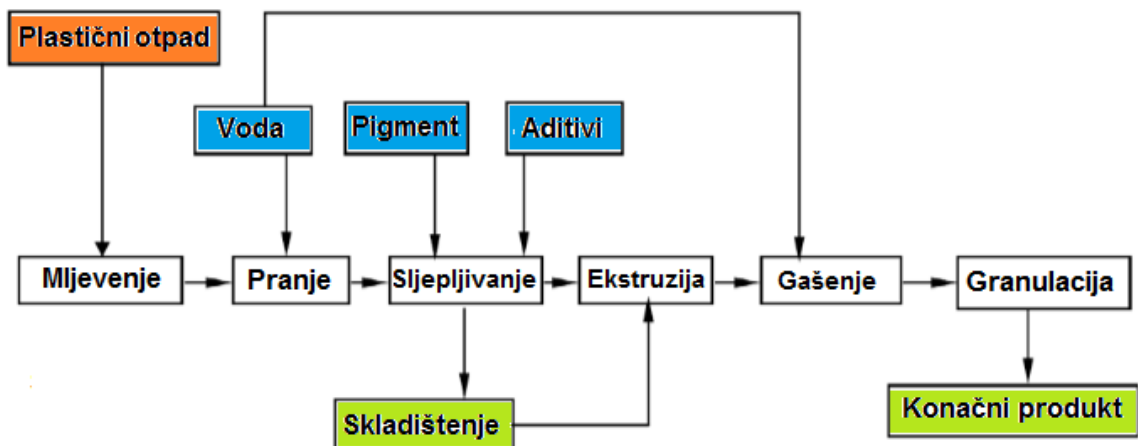 Plastični otpad
Voda
Pigment
Aditivi
Mljevenje
Pranje
Sljepljivanje
Ekstruzija
Gašenje
Granulacija
Skladištenje
Konačni produkt